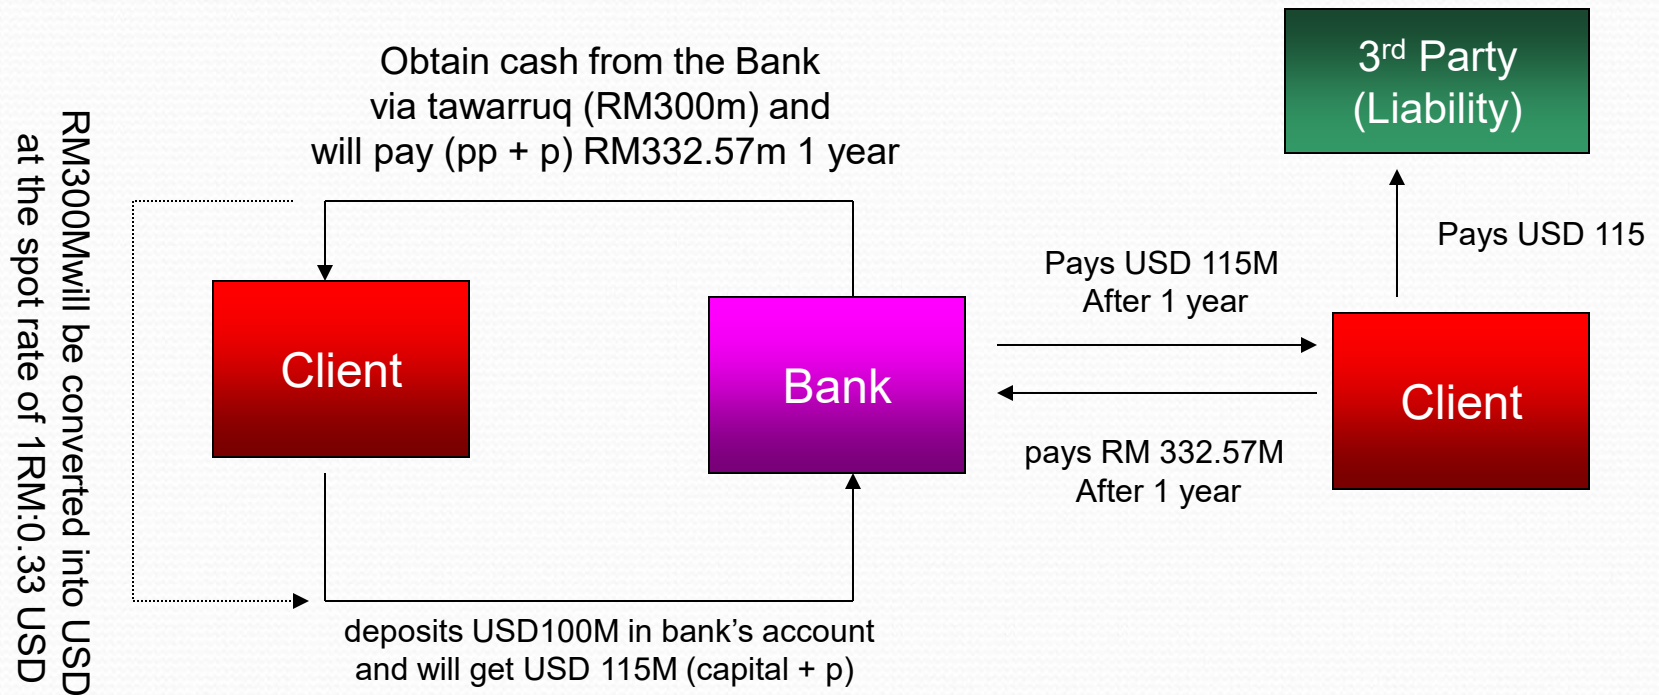 Obtain cash from the Bank
via tawarruq (RM300m) and
will pay (pp + p) RM332.57m 1 year
3rd Party
(Liability)
RM300Mwill be converted into USD
at the spot rate of 1RM:0.33 USD
Pays USD 115
Pays USD 115M
After 1 year
Client
Bank
Client
pays RM 332.57M
After 1 year
deposits USD100M in bank’s account
and will get USD 115M (capital + p)